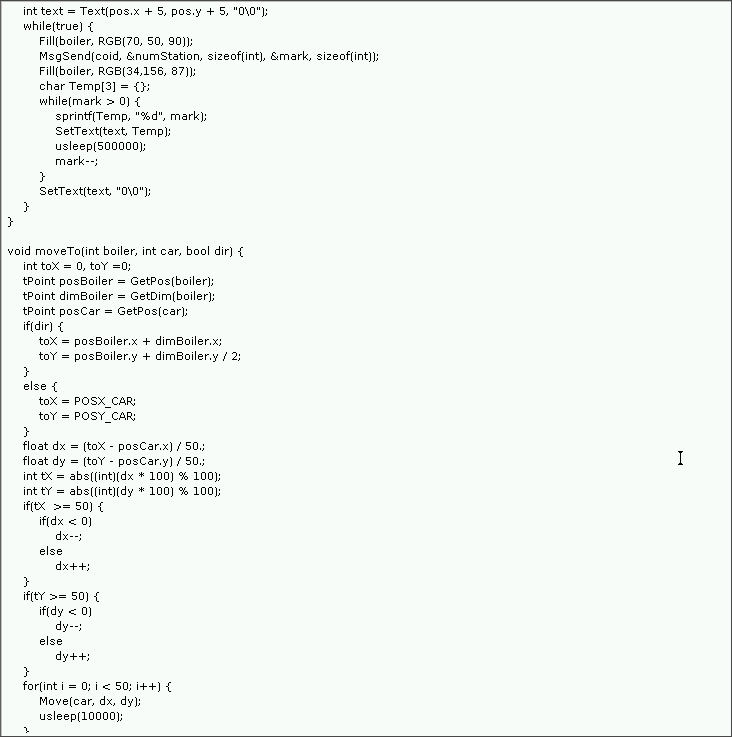 int text = Text(pos.x + 5, pos.y + 5, "0\0");
while(true) {
Fill(boiler, RGB(70, 50, 90));
MsgSend(coid, &numStation, sizeof(int), &mark, sizeof(int));
Fill(boiler, RGB(34,156, 87));
char Temp[3] = {};
while(mark > 0) {
sprintf(Temp, "%d", mark);
SetText(text, Temp);
usleep(500000);
mark--;
}
SetText(text, "0\0");
}
}
void moveTo(int boiler, int car, bool dir) {
int toX = 0, toY =0;
tPoint posBoiler = GetPos(boiler);
tPoint dimBoiler = GetDim(boiler);
tPoint posCar = GetPos(car);
if(dir) {
toX = posBoiler.x + dimBoiler.x;
toY = posBoiler.y + dimBoiler.y / 2;
}
else {
toX = POSX_CAR;
toY = POSY_CAR;
}
float dx = (toX - posCar.x) / 50.;
float dy = (toY - posCar.y) / 50.;
int tX = abs((int)(dx * 100) % 100);
int tY = abs((int)(dy * 100) % 100);
if(tX  >= 50) {
if(dx < 0)
dx--;
else
dx++;
}
if(tY >= 50) {
if(dy < 0)
dy--;
else
dy++;
}
for(int i = 0; i < 50; i++) {
Move(car, dx, dy);
usleep(10000);
}